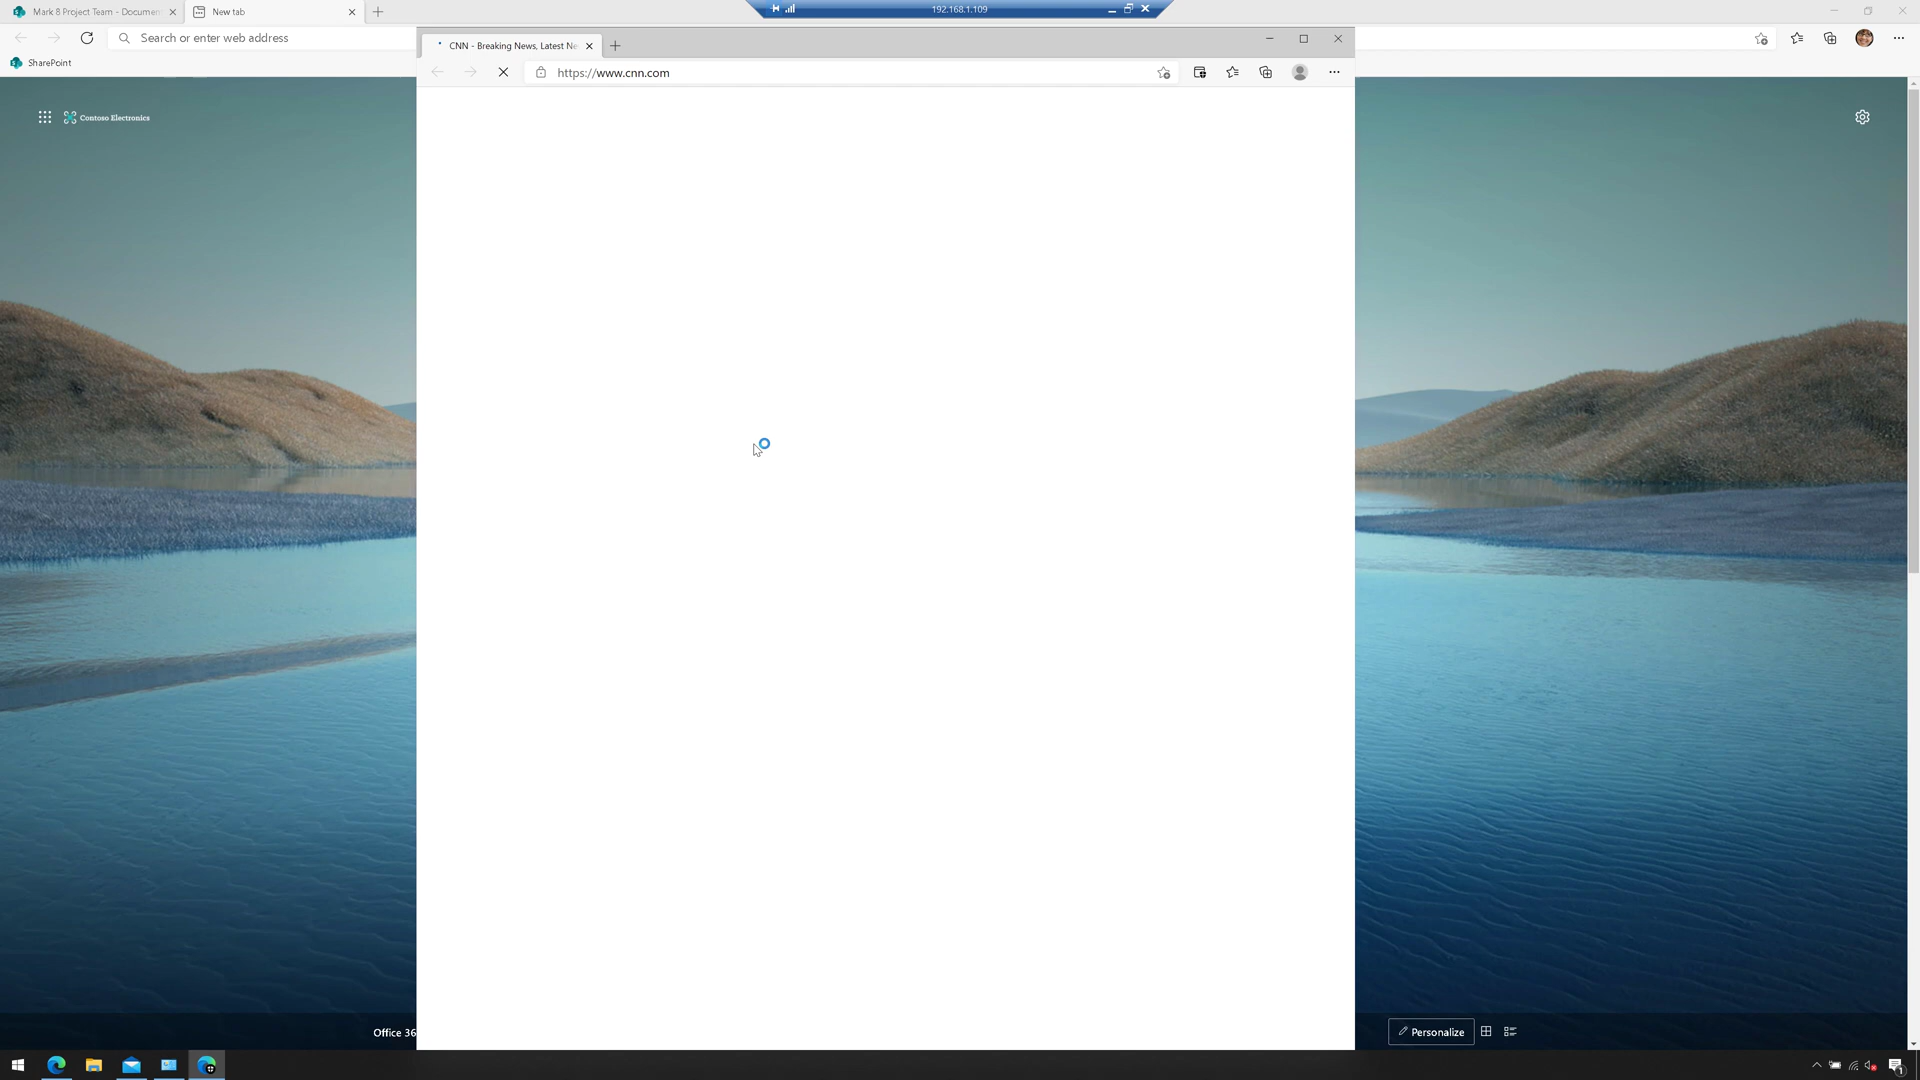 Mark 8 Project Team - Documen
New tab
192.168.1.109
Search or enter web address
CNN - Breaking News, Latest Ne
SharePoint
https://www.cnn.com
Contoso Electronics
Office 36
Personalize
1